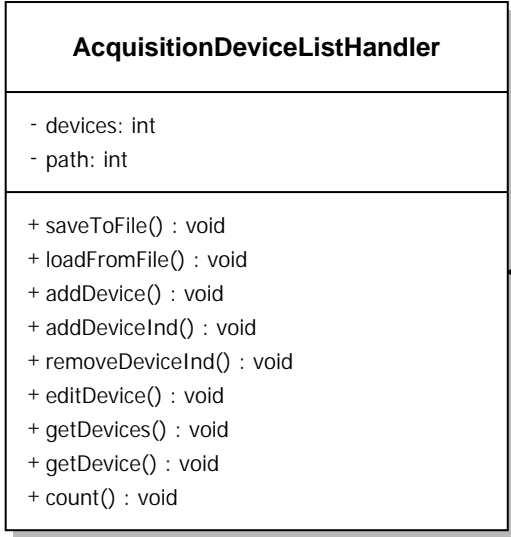 AcquisitionDeviceListHandler
- devices: int
- path: int
+ saveToFile() : void
+ loadFromFile() : void
+ addDevice() : void
+ addDeviceInd() : void
+ removeDeviceInd() : void
+ editDevice() : void
+ getDevices() : void
+ getDevice() : void
+ count() : void